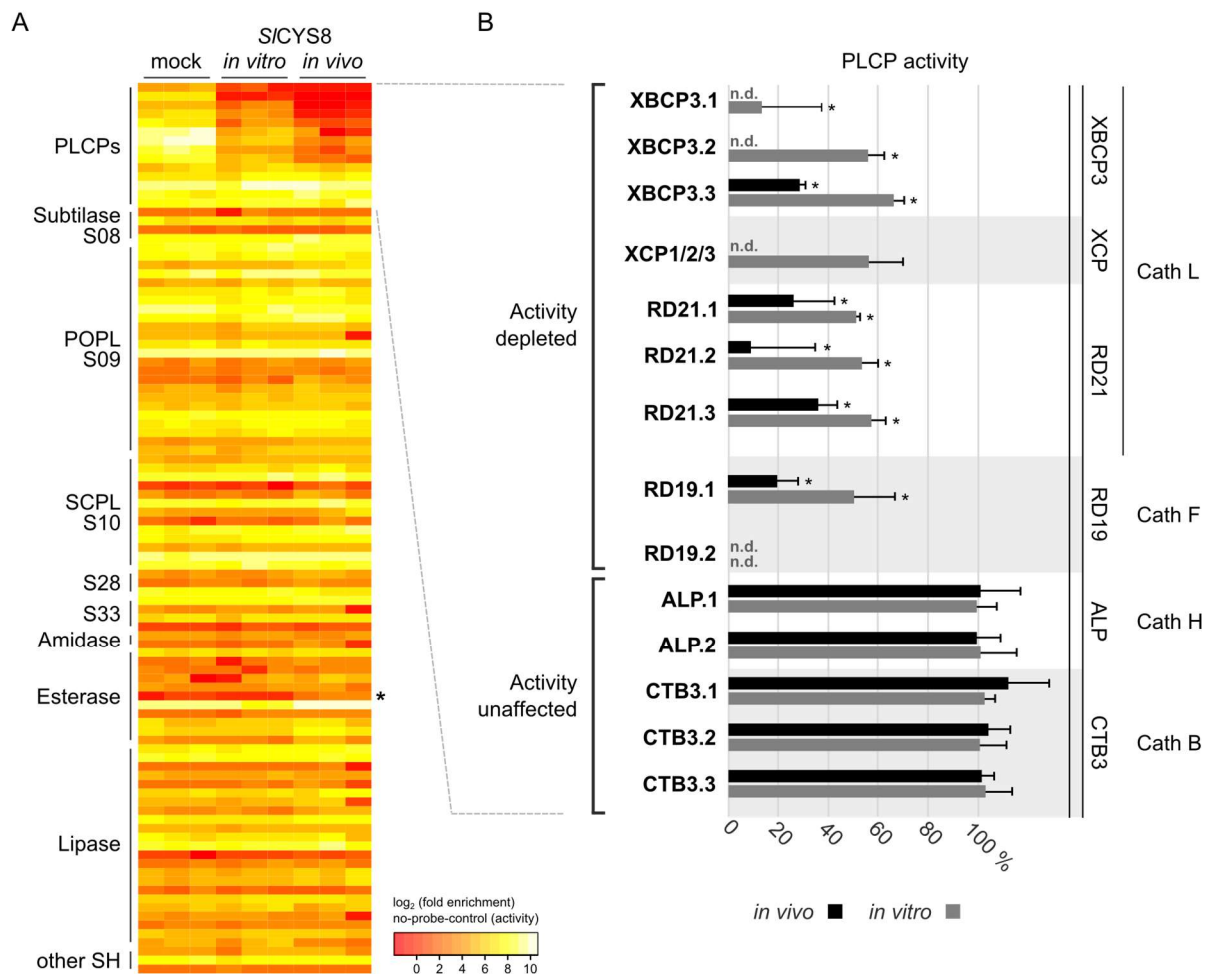 A
SlCYS8
mock in vitro in vivo
PLCPs
Subtilase
S08
POPL
S09
SCPL
S10
S28
S33
Amidase
Esterase
*
Lipase
other SH
log2 (fold enrichment)
no-probe-control (activity)
0 2 4 6 8 10
B
PLCP activity
Activity
depleted
Activity
unaffected
XBCP3.1 n.d. *
XBCP3.2 n.d. *
XBCP3.3 * *
XCP1/2/3 n.d.
RD21.1 * *
RD21.2 * *
RD21.3 * *
RD19.1 * *
RD19.2 n.d.
n.d.
ALP.1
ALP.2
CTB3.1
CTB3.2
CTB3.3
0 20 40 60 80 100 %
XBCP3
XCP
RD21
RD19
ALP
CTB3
Cath L
Cath F
Cath H
Cath B
in vivo in vitro